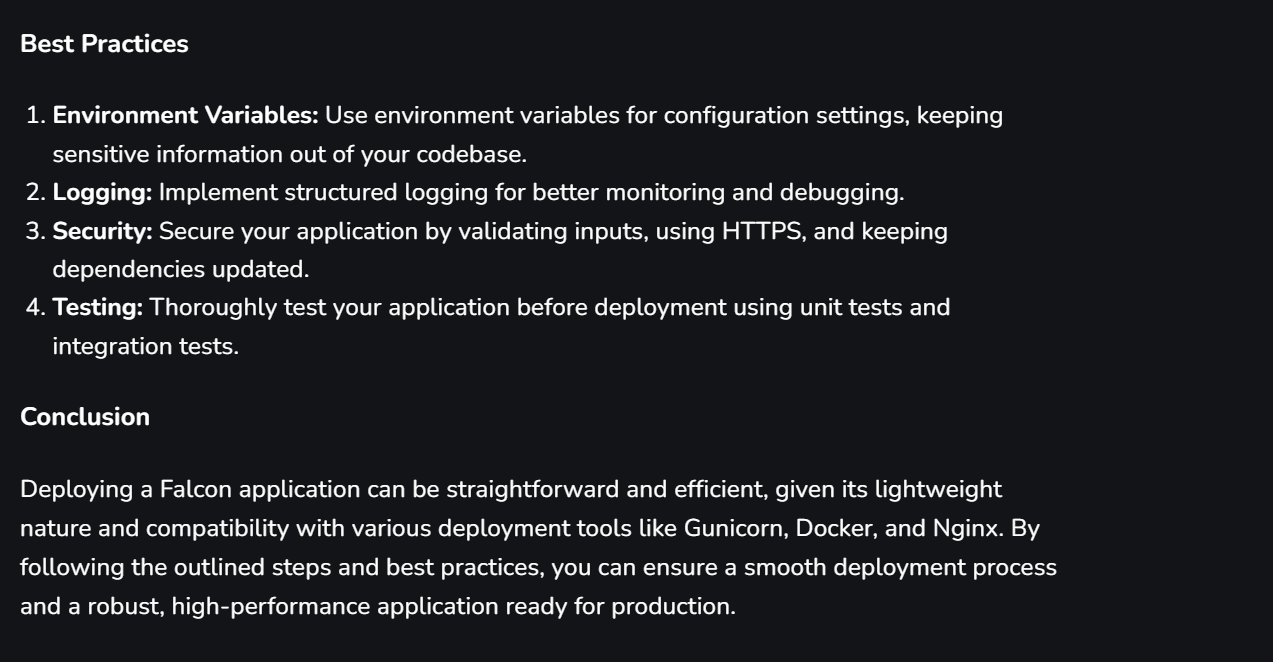 Best Practices
1. Environment Variables: Use environment variables for configuration settings, keeping
sensitive information out of your codebase.
2. Logging: Implement structured logging for better monitoring and debugging.
3. Security: Secure your application by validating inputs, using HTTPS, and keeping
dependencies updated.
4. Testing: Thoroughly test your application before deployment using unit tests and
integration tests.
Conclusion
Deploying a Falcon application can be straightforward and efficient, given its lightweight
nature and compatibility with various deployment tools like Gunicorn, Docker, and Nginx. By
following the outlined steps and best practices, you can ensure a smooth deployment process
and a robust, high-performance application ready for production.